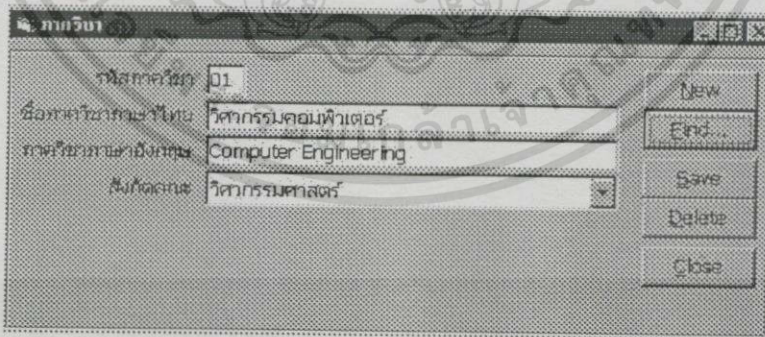 ภาควิชา
รหัสภาควิชา 01
ชื่อภาควิชาภาษาไทย วิศวกรรมคอมพิวเตอร์
ภาควิชาภาษาอังกฤษ Computer Engineering
สังกัดคณะ วิศวกรรมศาสตร์
New
Find...
Save
Delete
Close